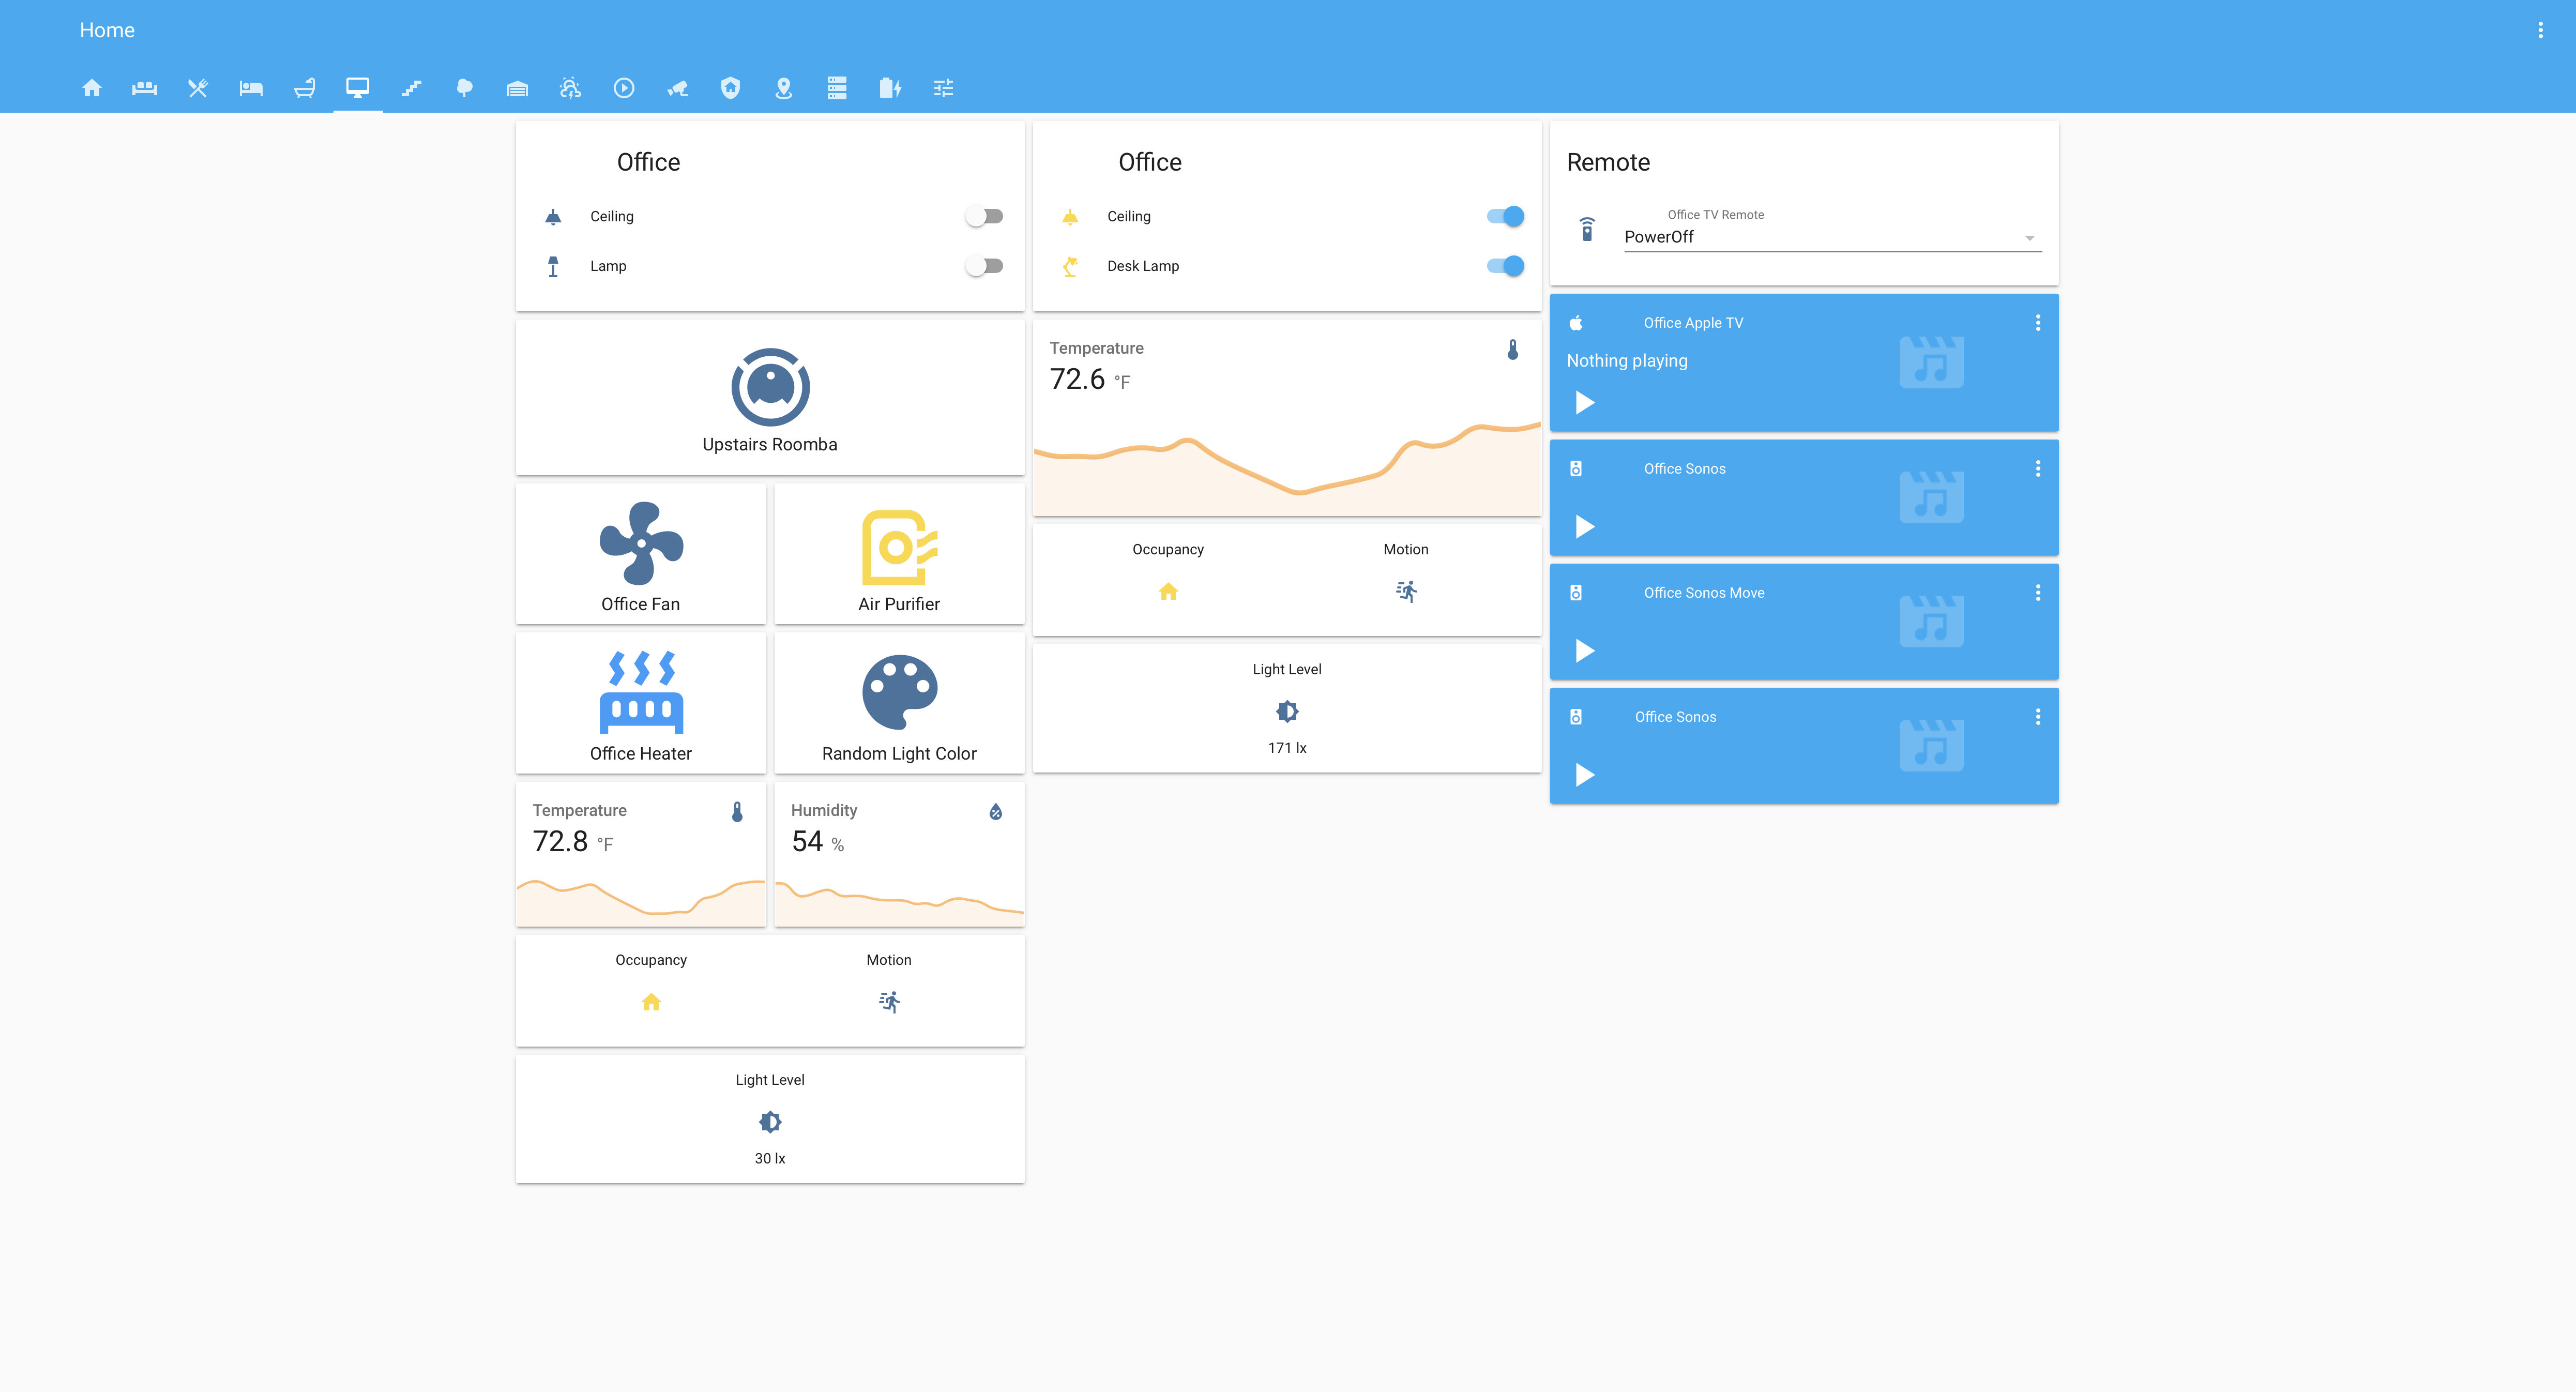 Home
Office
Ceiling
Lamp
Upstairs Roomba
Office Fan
Air Purifier
Office Heater
Random Light Color
Temperature
72.8 °F
Humidity
54 %
Occupancy
Motion
Light Level
30 lx
Office
Ceiling
Desk Lamp
Temperature
72.6 °F
Occupancy
Motion
Light Level
171 lx
Remote
Office TV Remote
PowerOff
Office Apple TV
Nothing playing
Office Sonos
Office Sonos Move
Office Sonos